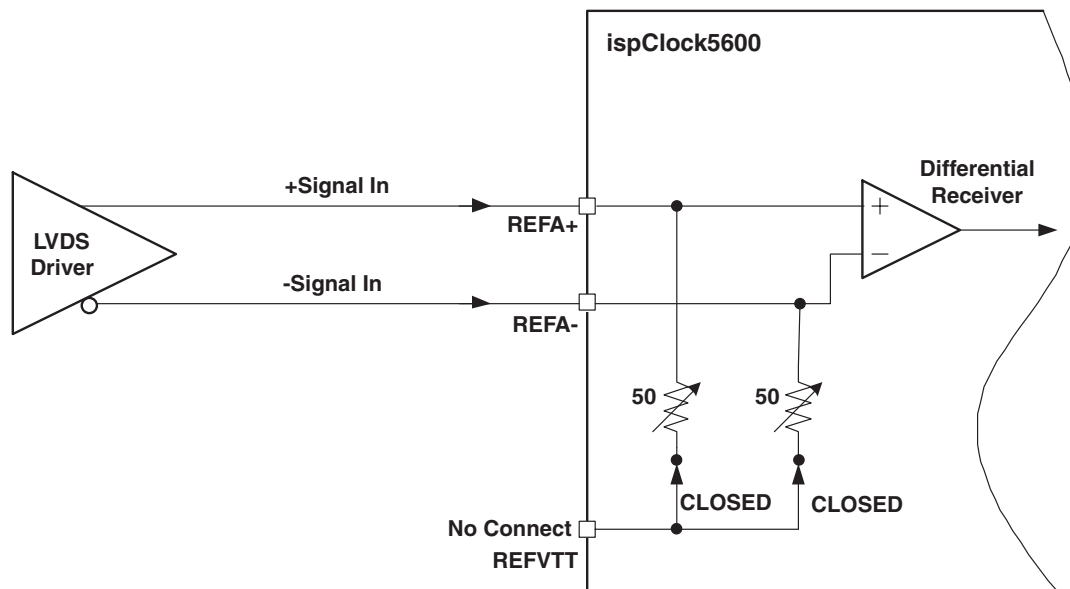 ispClock5600
Differential
Receiver
+Signal In
+
REFA+
LVDS
Driver
−
-Signal In
REFA-
50
50
CLOSED
CLOSED
No Connect
REFVTT